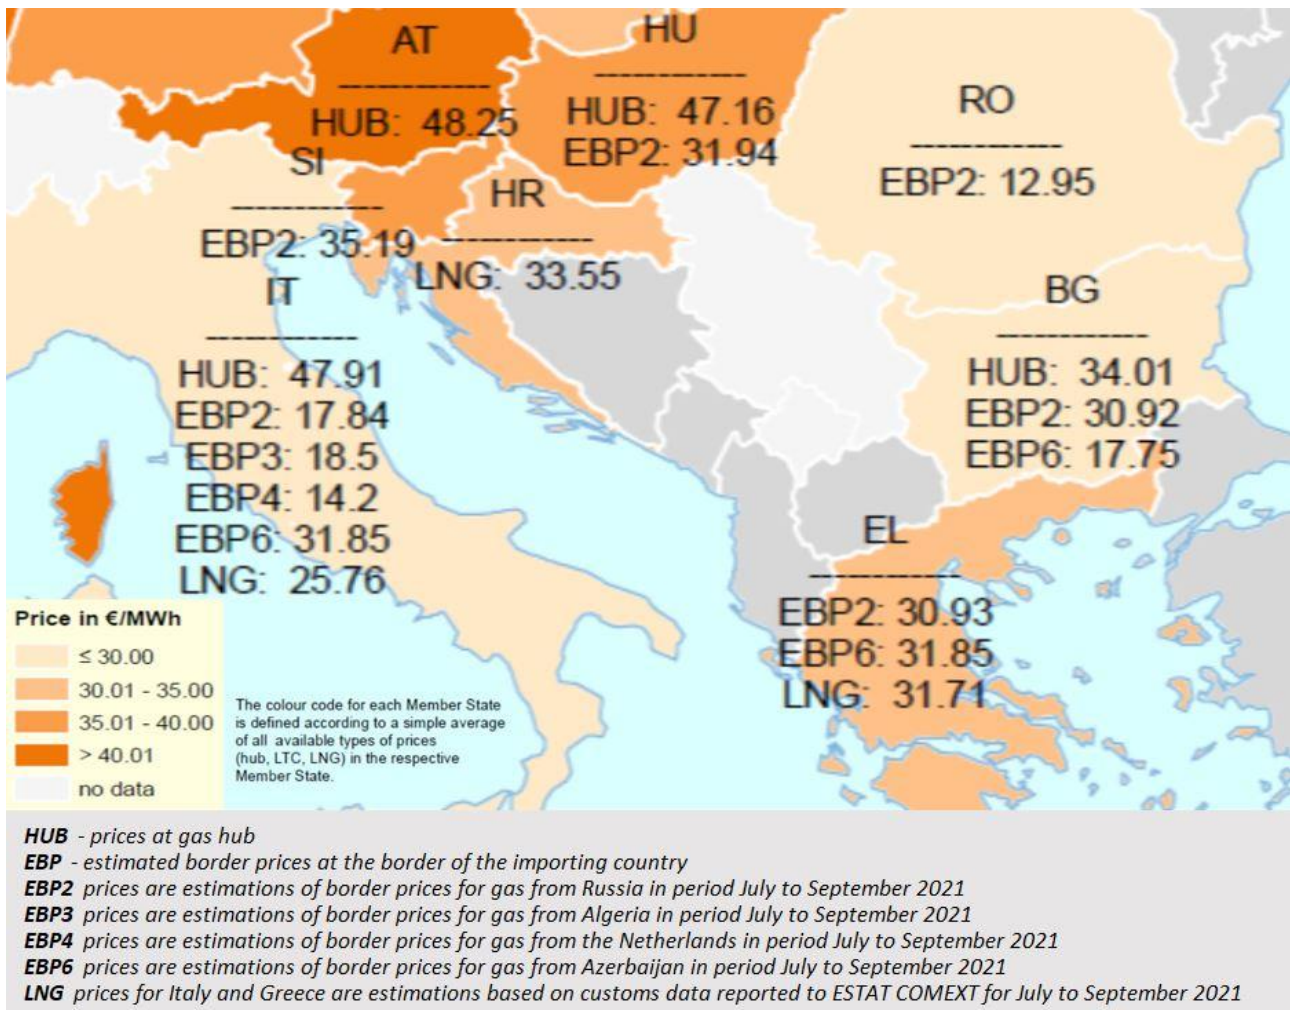 AT
------------
HUB: 48.25
HU
------------
HUB: 47.16
EBP2: 31.94
RO
------------
EBP2: 12.95
SI
------------
EBP2: 35.19
HR
------------
LNG: 33.55
IT
------------
HUB: 47.91
EBP2: 17.84
EBP3: 18.5
EBP4: 14.2
EBP6: 31.85
LNG: 25.76
BG
------------
HUB: 34.01
EBP2: 30.92
EBP6: 17.75
EL
------------
EBP2: 30.93
EBP6: 31.85
LNG: 31.71
Price in €/MWh
≤ 30.00
30.01 - 35.00
35.01 - 40.00
> 40.01
no data
The colour code for each Member State
is defined according to a simple average
of all available types of prices
(hub, LTC, LNG) in the respective
Member State.
HUB - prices at gas hub
EBP - estimated border prices at the border of the importing country
EBP2 prices are estimations of border prices for gas from Russia in period July to September 2021
EBP3 prices are estimations of border prices for gas from Algeria in period July to September 2021
EBP4 prices are estimations of border prices for gas from the Netherlands in period July to September 2021
EBP6 prices are estimations of border prices for gas from Azerbaijan in period July to September 2021
LNG prices for Italy and Greece are estimations based on customs data reported to ESTAT COMEXT for July to September 2021